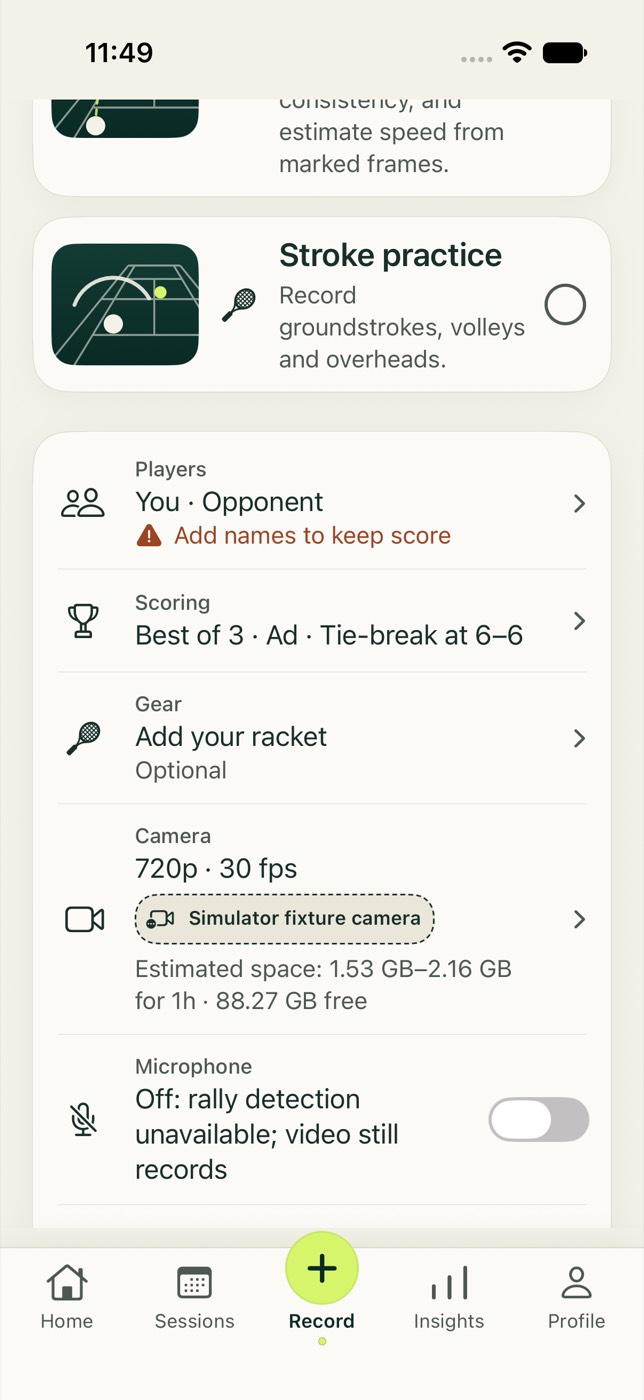 11:49
consistency, and
estimate speed from
marked frames.
Stroke practice
Record
groundstrokes, volleys
and overheads.
Players
You · Opponent
Add names to keep score
Scoring
Best of 3 · Ad · Tie-break at 6–6
Gear
Add your racket
Optional
Camera
720p · 30 fps
Simulator fixture camera
Estimated space: 1.53 GB–2.16 GB
for 1h · 88.27 GB free
Microphone
Off: rally detection
unavailable; video still
records
Home
Sessions
Record
Insights
Profile